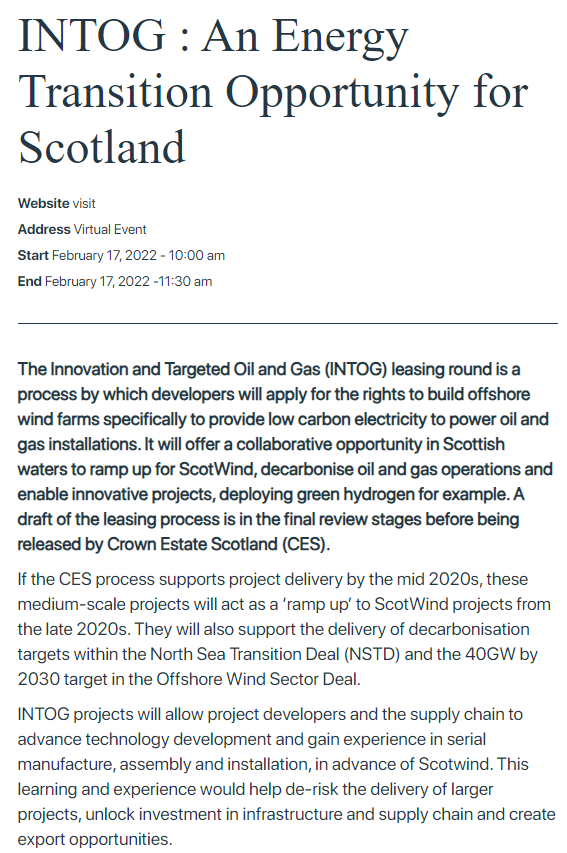 INTOG : An Energy
Transition Opportunity for
Scotland
Website visit
Address Virtual Event
Start February 17, 2022 - 10:00 am
End February 17, 2022 -11:30 am
The Innovation and Targeted Oil and Gas (INTOG) leasing round is a
process by which developers will apply for the rights to build offshore
wind farms specifically to provide low carbon electricity to power oil and
gas installations. It will offer a collaborative opportunity in Scottish
waters to ramp up for ScotWind, decarbonise oil and gas operations and
enable innovative projects, deploying green hydrogen for example. A
draft of the leasing process is in the final review stages before being
released by Crown Estate Scotland (CES).
If the CES process supports project delivery by the mid 2020s, these
medium-scale projects will act as a ‘ramp up’ to ScotWind projects from
the late 2020s. They will also support the delivery of decarbonisation
targets within the North Sea Transition Deal (NSTD) and the 40GW by
2030 target in the Offshore Wind Sector Deal.
INTOG projects will allow project developers and the supply chain to
advance technology development and gain experience in serial
manufacture, assembly and installation, in advance of Scotwind. This
learning and experience would help de-risk the delivery of larger
projects, unlock investment in infrastructure and supply chain and create
export opportunities.